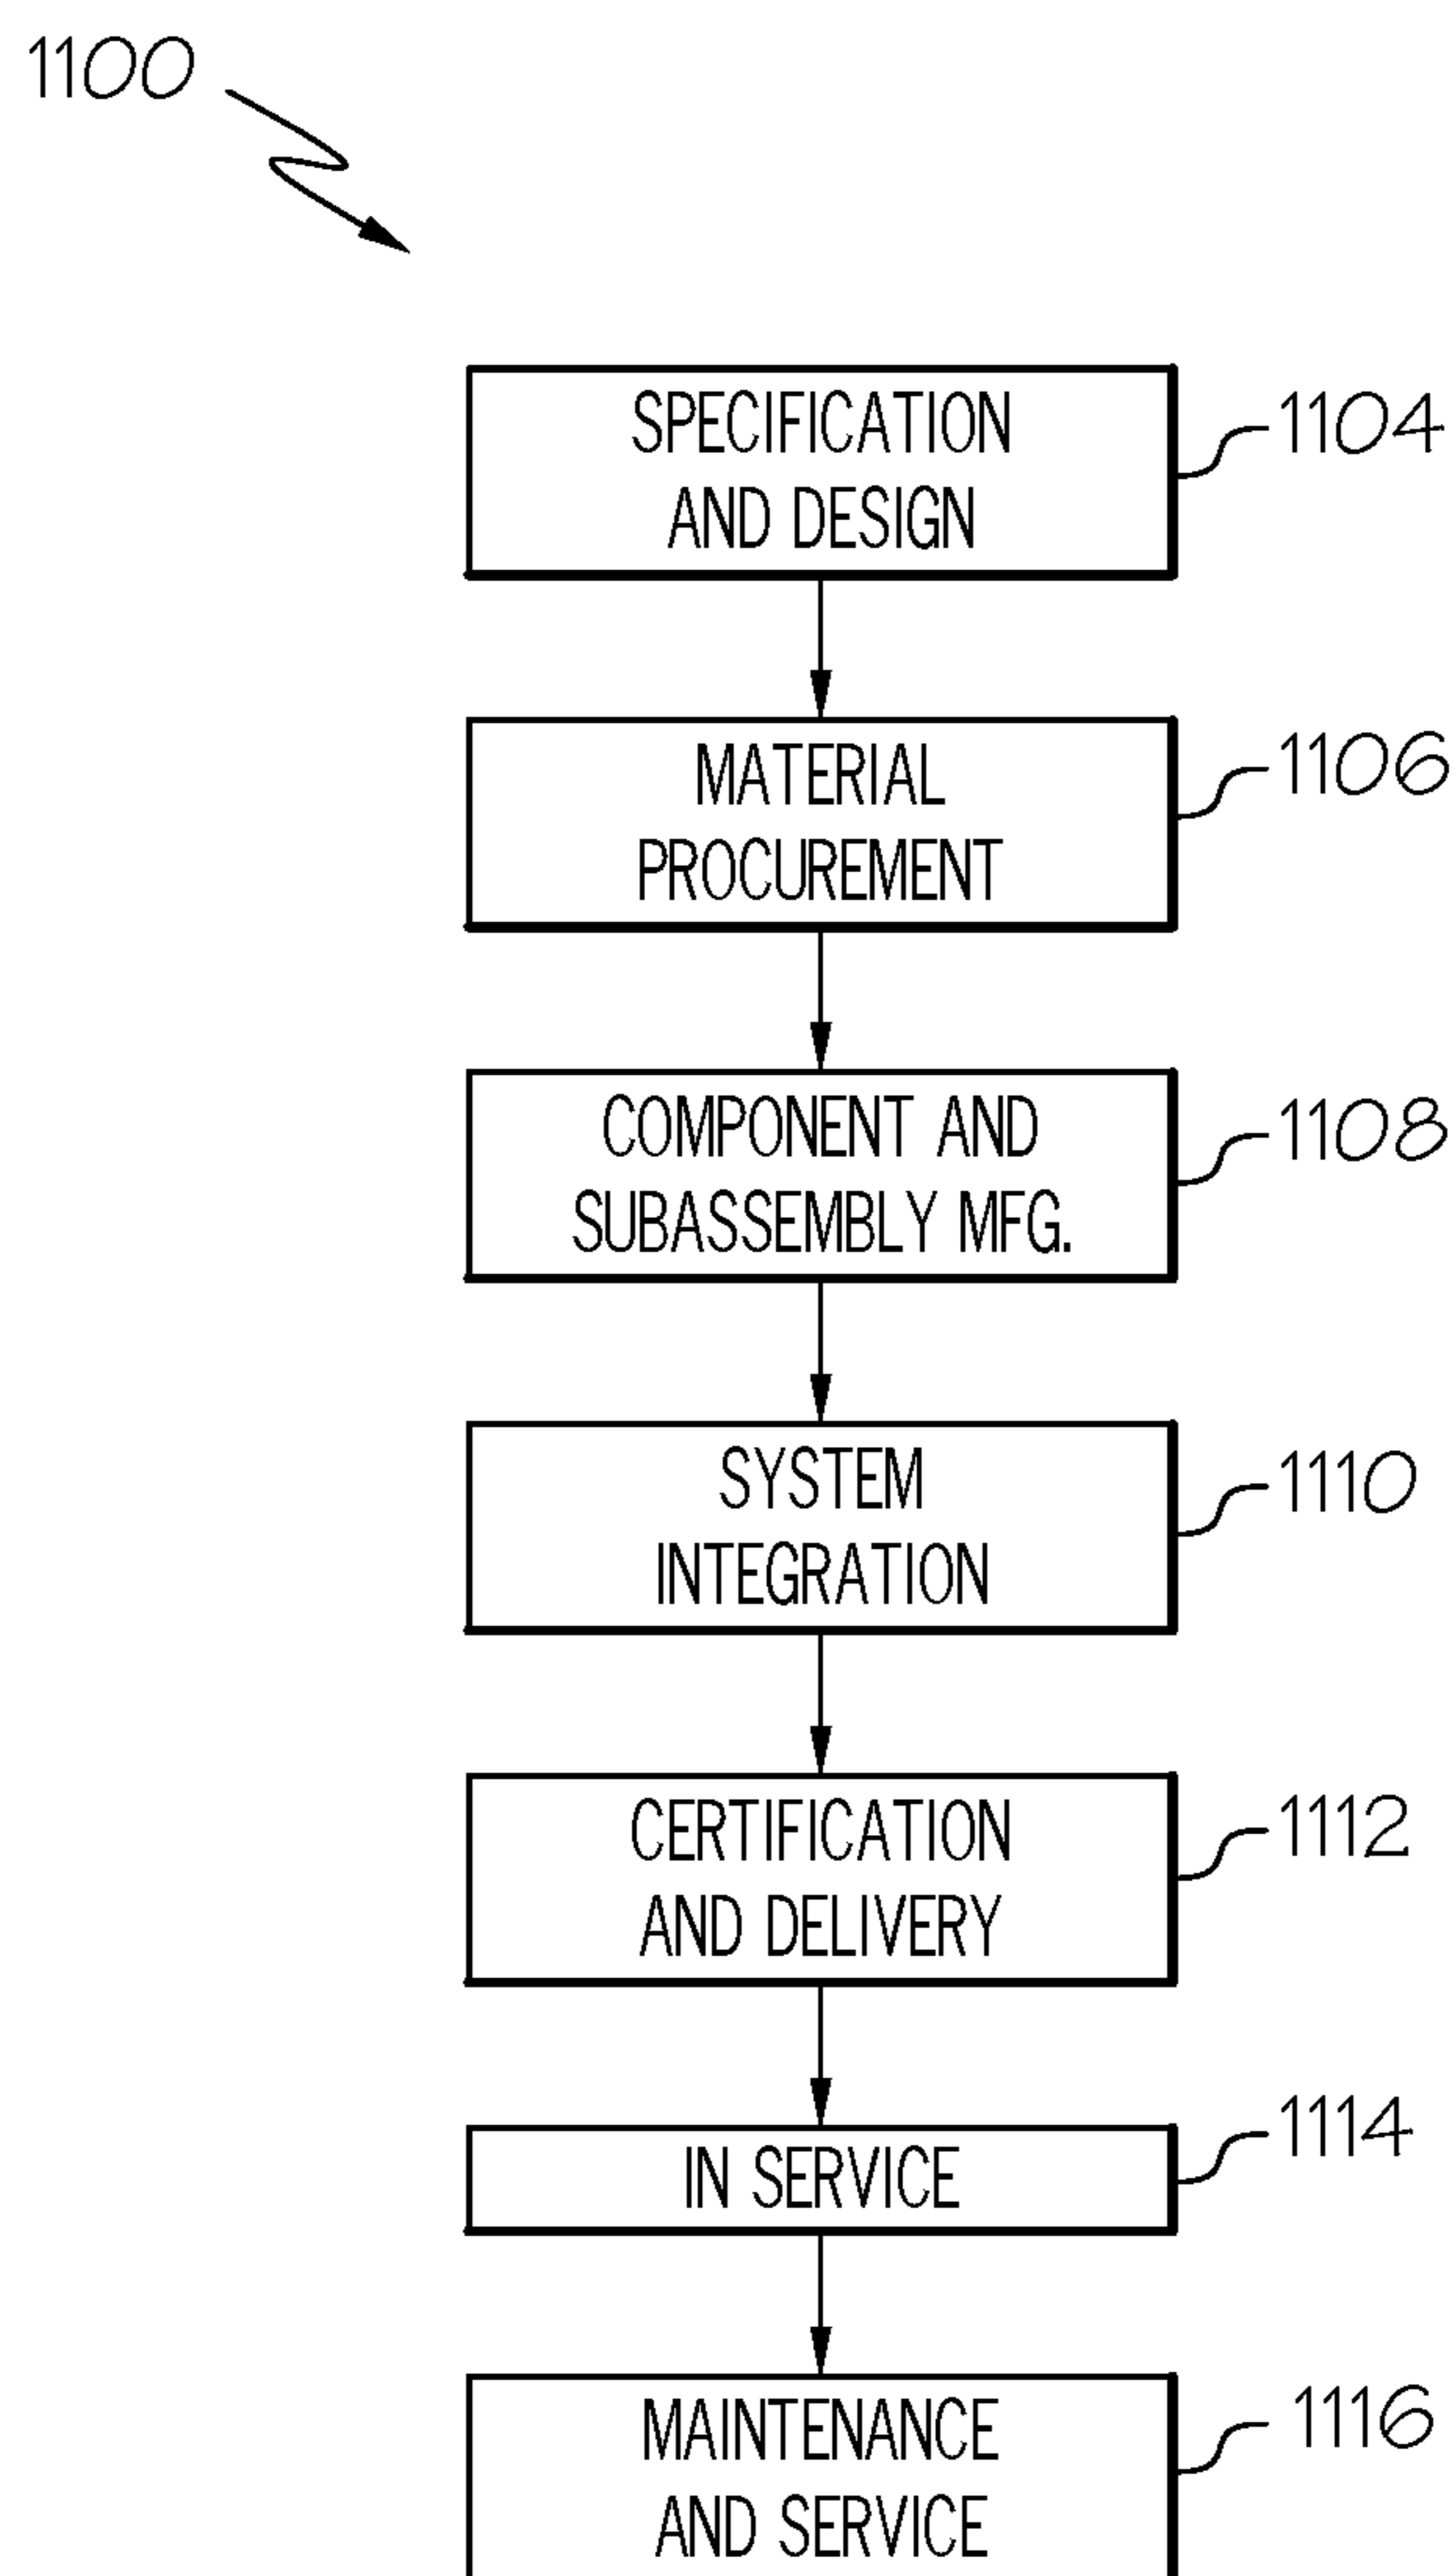 1100
SPECIFICATION
AND DESIGN
1104
MATERIAL
PROCUREMENT
1106
COMPONENT AND
SUBASSEMBLY MFG.
1108
SYSTEM
INTEGRATION
1110
CERTIFICATION
AND DELIVERY
1112
IN SERVICE
1114
MAINTENANCE
AND SERVICE
1116